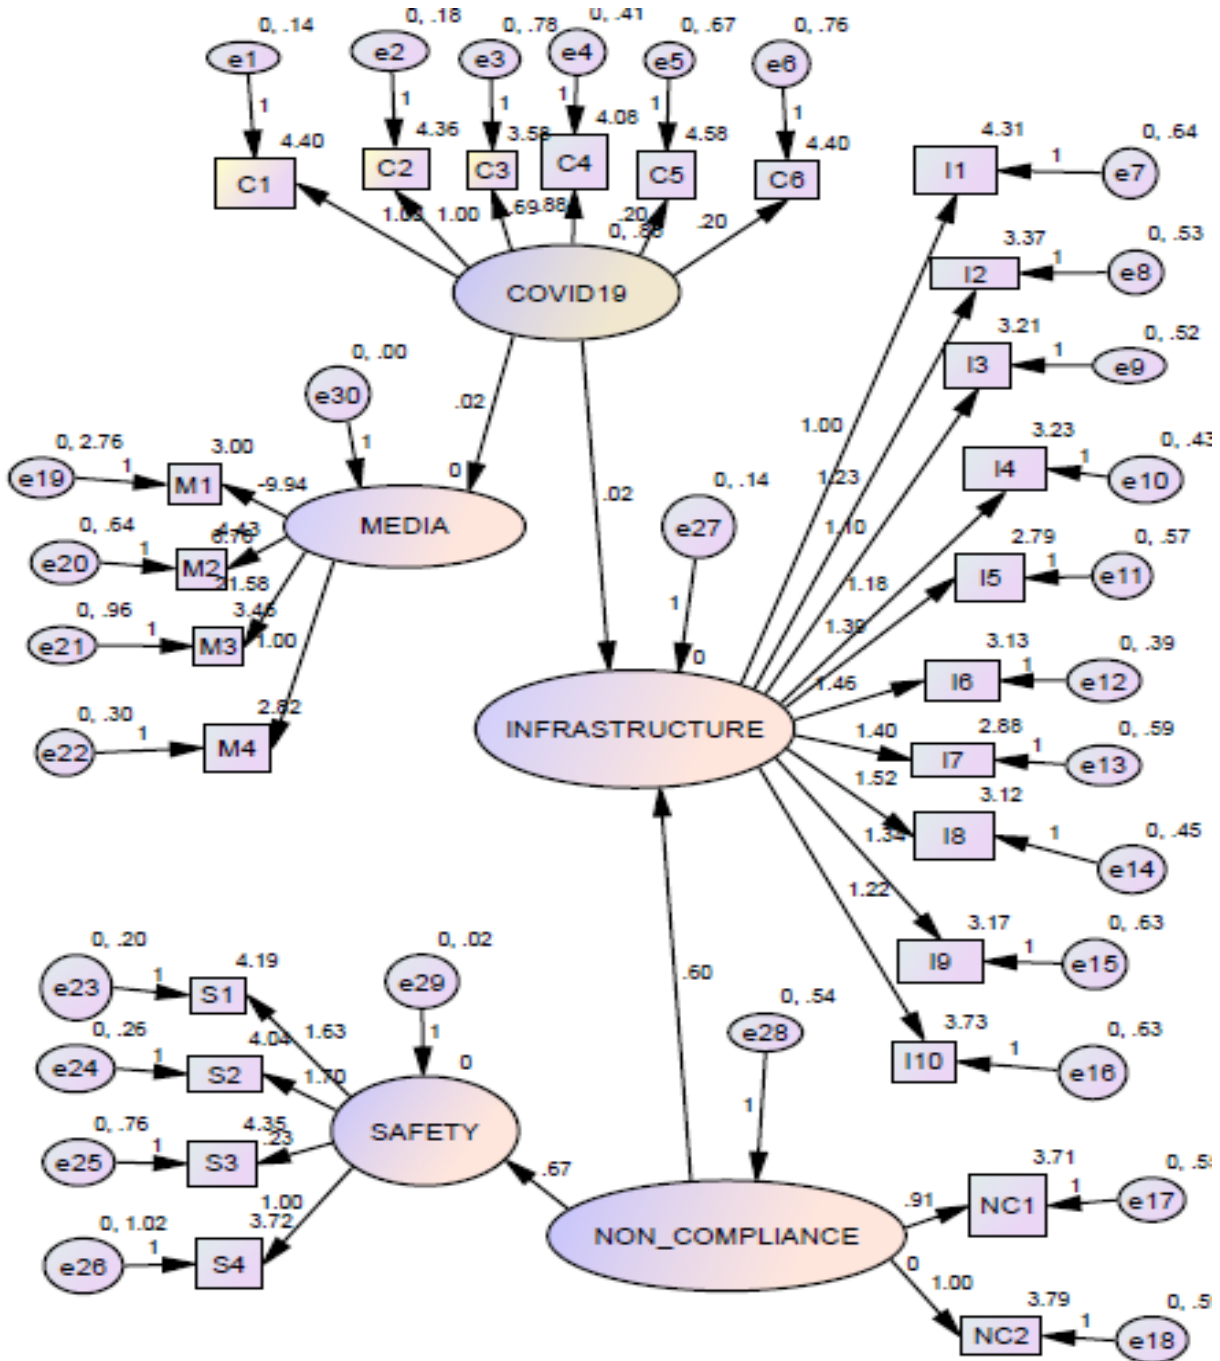 0, .14
0, .18
0, .78
0, .41
0, .67
0, .76
e1
e2
e3
e4
e5
e6
1
1
1
1
1
1
4.40
4.36
3.58
4.08
4.58
4.40
C1
C2
C3
C4
C5
C6
1.00
.69
.88
.20
.20
COVID19
4.31
1
0, .64
I1
e7
3.37
1
0, .53
I2
e8
3.21
1
0, .52
I3
e9
3.23
1
0, .43
I4
e10
2.79
1
0, .57
I5
e11
3.13
1
0, .39
I6
e12
2.88
1
0, .59
I7
e13
3.12
1
0, .45
I8
e14
3.17
1
0, .63
I9
e15
3.73
1
0, .63
I10
e16
1.00
1.23
1.10
1.18
1.39
1.46
1.40
1.52
1.34
1.22
0, .00
e30
1
.02
0
MEDIA
0, 2.76
e19
1
3.00
M1
-9.94
0, .64
e20
1
6.76
M2
4.43
0, .96
e21
1
3.46
M3
21.58
0, .30
e22
1
2.82
M4
1.00
.02
0, .14
e27
1
0
INFRASTRUCTURE
.60
0, .02
e29
1
0
SAFETY
0, .20
e23
1
4.19
S1
1.63
0, .26
e24
1
4.04
S2
1.70
0, .76
e25
1
4.35
S3
.23
0, 1.02
e26
1
3.72
S4
1.00
.67
0, .54
e28
1
NON_COMPLIANCE
0
.91
3.71
NC1
1
e17
1.00
3.79
NC2
1
e18